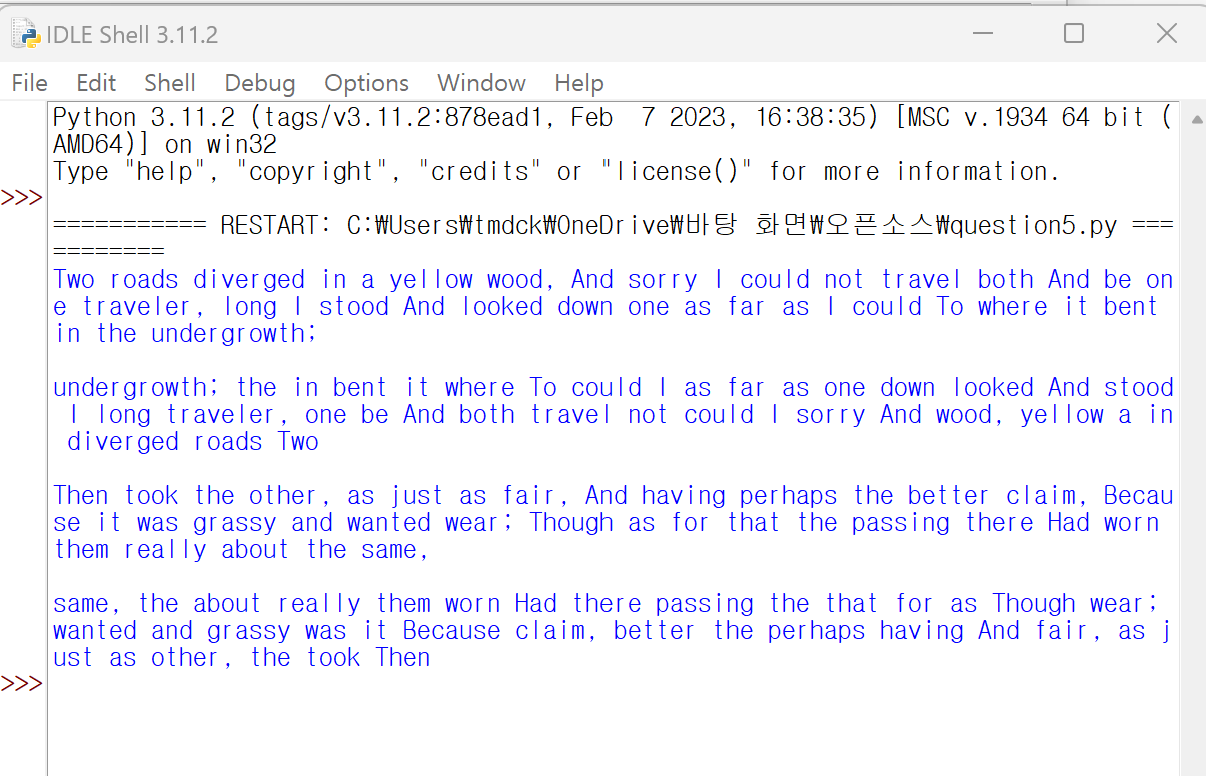 IDLE Shell 3.11.2
File Edit Shell Debug Options Window Help
Python 3.11.2 (tags/v3.11.2:878ead1, Feb  7 2023, 16:38:35) [MSC v.1934 64 bit (
AMD64)] on win32
Type "help", "copyright", "credits" or "license()" for more information.
>>>
=========== RESTART: C:₩Users₩tmdck₩OneDrive₩바탕 화면₩오픈소스₩question5.py ===
========
Two roads diverged in a yellow wood, And sorry I could not travel both And be on
e traveler, long I stood And looked down one as far as I could To where it bent
in the undergrowth;
undergrowth; the in bent it where To could I as far as one down looked And stood
 I long traveler, one be And both travel not could I sorry And wood, yellow a in
 diverged roads Two
Then took the other, as just as fair, And having perhaps the better claim, Becau
se it was grassy and wanted wear; Though as for that the passing there Had worn
them really about the same,
same, the about really them worn Had there passing the that for as Though wear;
wanted and grassy was it Because claim, better the perhaps having And fair, as j
ust as other, the took Then
>>>